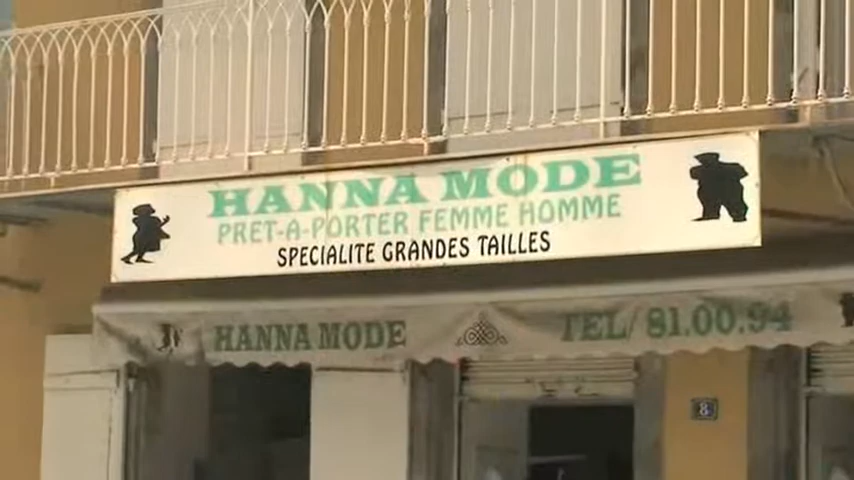 HANNA MODE
PRET-A-PORTER FEMME HOMME
SPECIALITE GRANDES TAILLES
HANNA MODE TEL/81.00.94
8